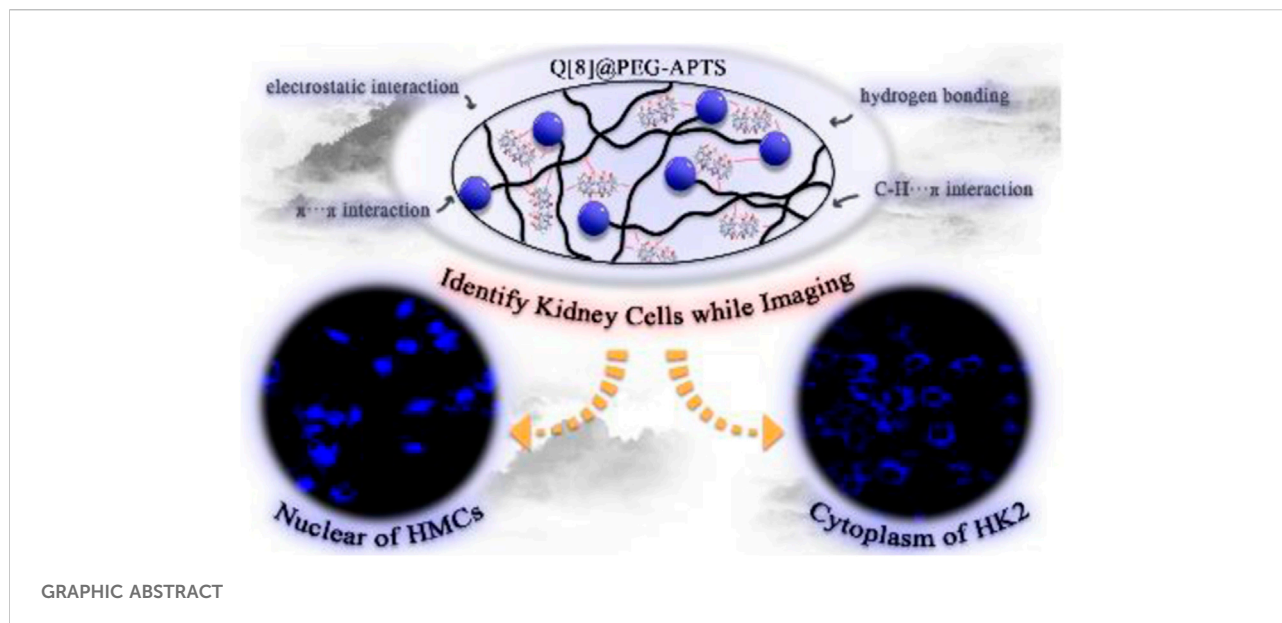 Q[8]@PEG-APTS
electrostatic interaction
hydrogen bonding
π···π interaction
C-H···π interaction
Identify Kidney Cells while Imaging
Nuclear of HMCs
Cytoplasm of HK2
GRAPHIC ABSTRACT